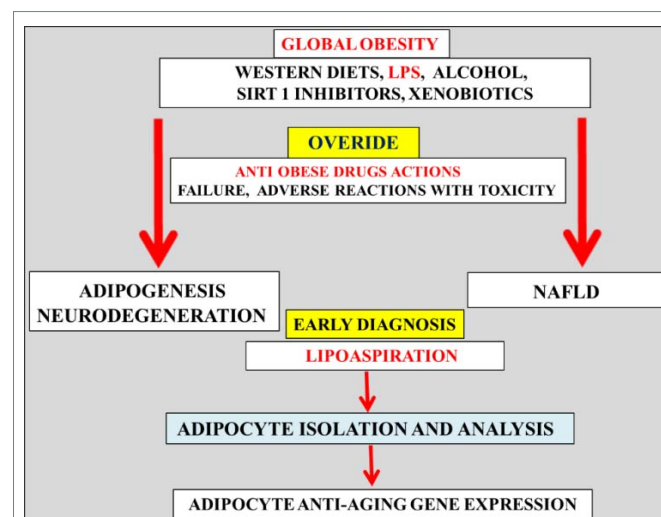 GLOBAL OBESITY
WESTERN DIETS, LPS, ALCOHOL,
SIRT 1 INHIBITORS, XENOBIOTICS
OVERIDE
ANTI OBESE DRUGS ACTIONS
FAILURE, ADVERSE REACTIONS WITH TOXICITY
ADIPOGENESIS
NEURODEGENERATION
NAFLD
EARLY DIAGNOSIS
LIPOASPIRATION
ADIPOCYTE ISOLATION AND ANALYSIS
ADIPOCYTE ANTI-AGING GENE EXPRESSION